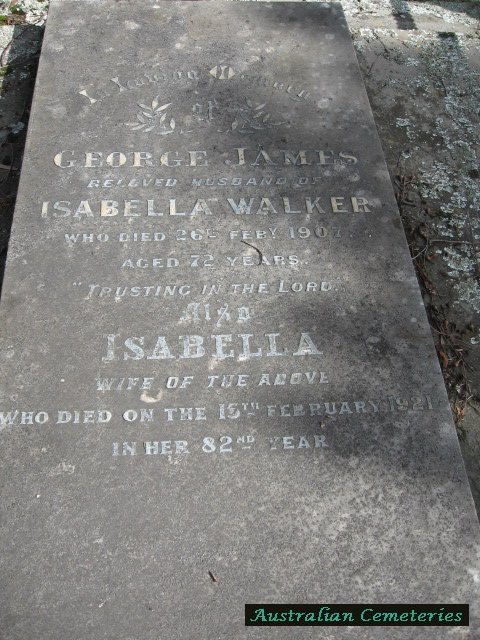 In Loving Memory
of
GEORGE JAMES
BELOVED HUSBAND OF
ISABELLA WALKER
WHO DIED 26TH FEBY 1907
AGED 72 YEARS.
"TRUSTING IN THE LORD."
Also
ISABELLA
WIFE OF THE ABOVE
WHO DIED ON THE 15TH FEBRUARY 1921
IN HER 82ND YEAR
Australian Cemeteries